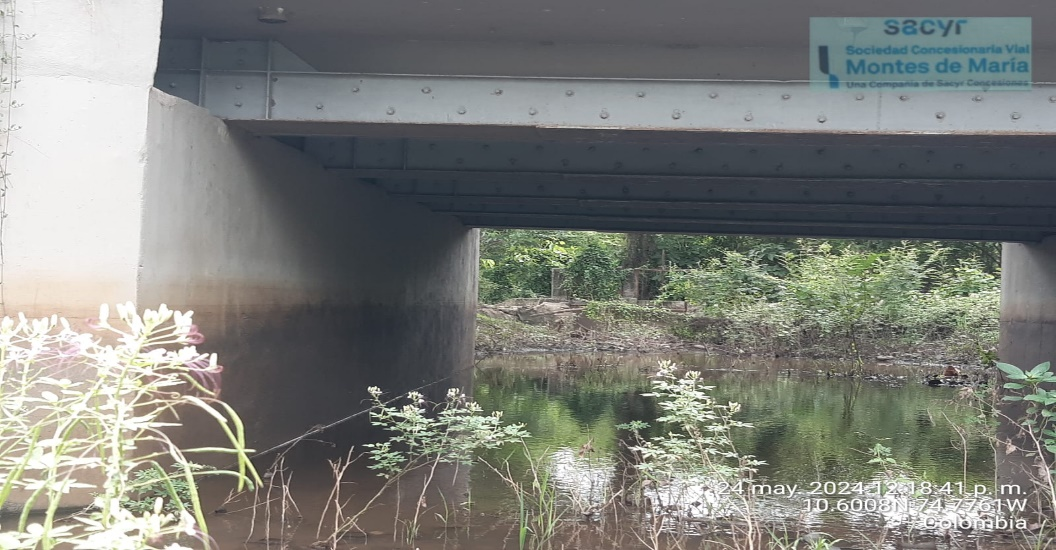 sacyr
Sociedad Concesionaria Vial
Montes de María
Una Compañía de Sacyr Concesiones
24 may. 2024 12:18:41 p. m.
10.6008N 74.7761W
Colombia